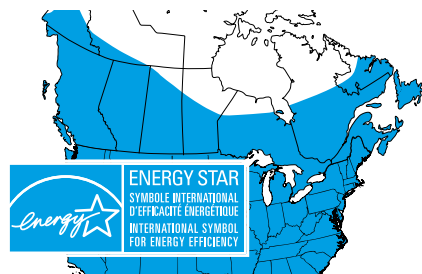 energy
ENERGY STAR
SYMBOLE INTERNATIONAL
D'EFFICACITÉ ÉNERGÉTIQUE
INTERNATIONAL SYMBOL
FOR ENERGY EFFICIENCY